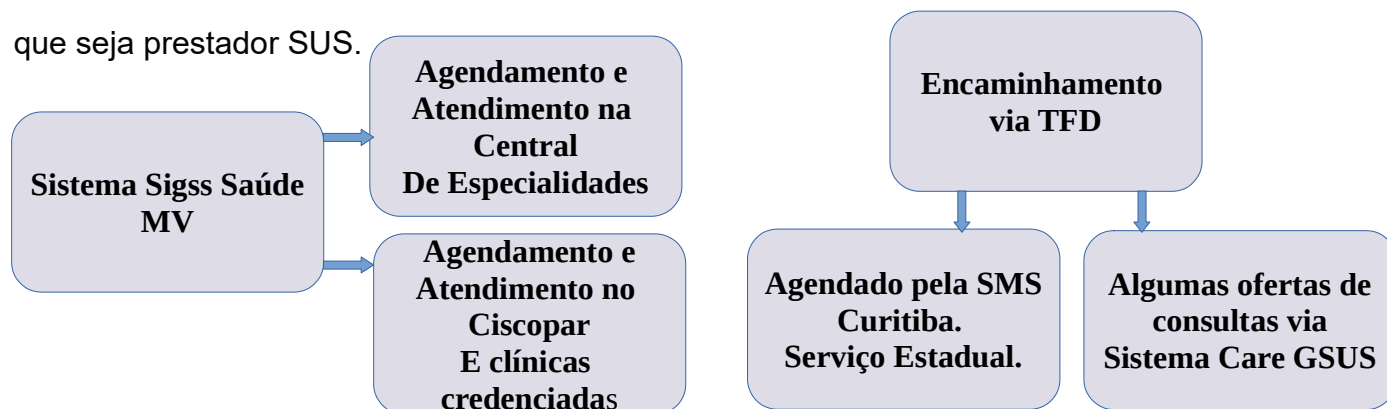 que seja prestador SUS.
Sistema Sigss Saúde
MV
Agendamento e
Atendimento na
Central
De Especialidades
Agendamento e
Atendimento no
Ciscopar
E clínicas
credenciadas
Encaminhamento
via TFD
Agendado pela SMS
Curitiba.
Serviço Estadual.
Algumas ofertas de
consultas via
Sistema Care GSUS